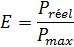 E = P_réel / P_max